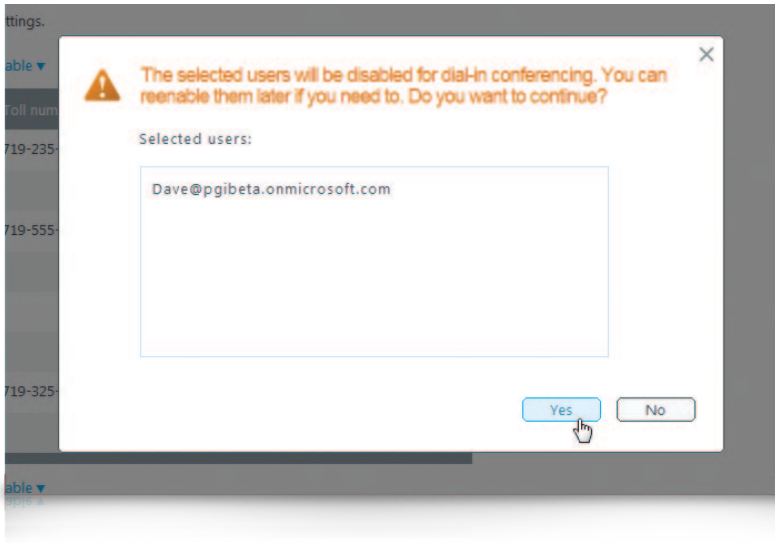 ttings.
able ▼
Toll num
The selected users will be disabled for dial-in conferencing. You can
reenable them later if you need to. Do you want to continue?
719-235-
Selected users:
Dave@pgibeta.onmicrosoft.com
719-555-
719-325-
Yes No
able ▼